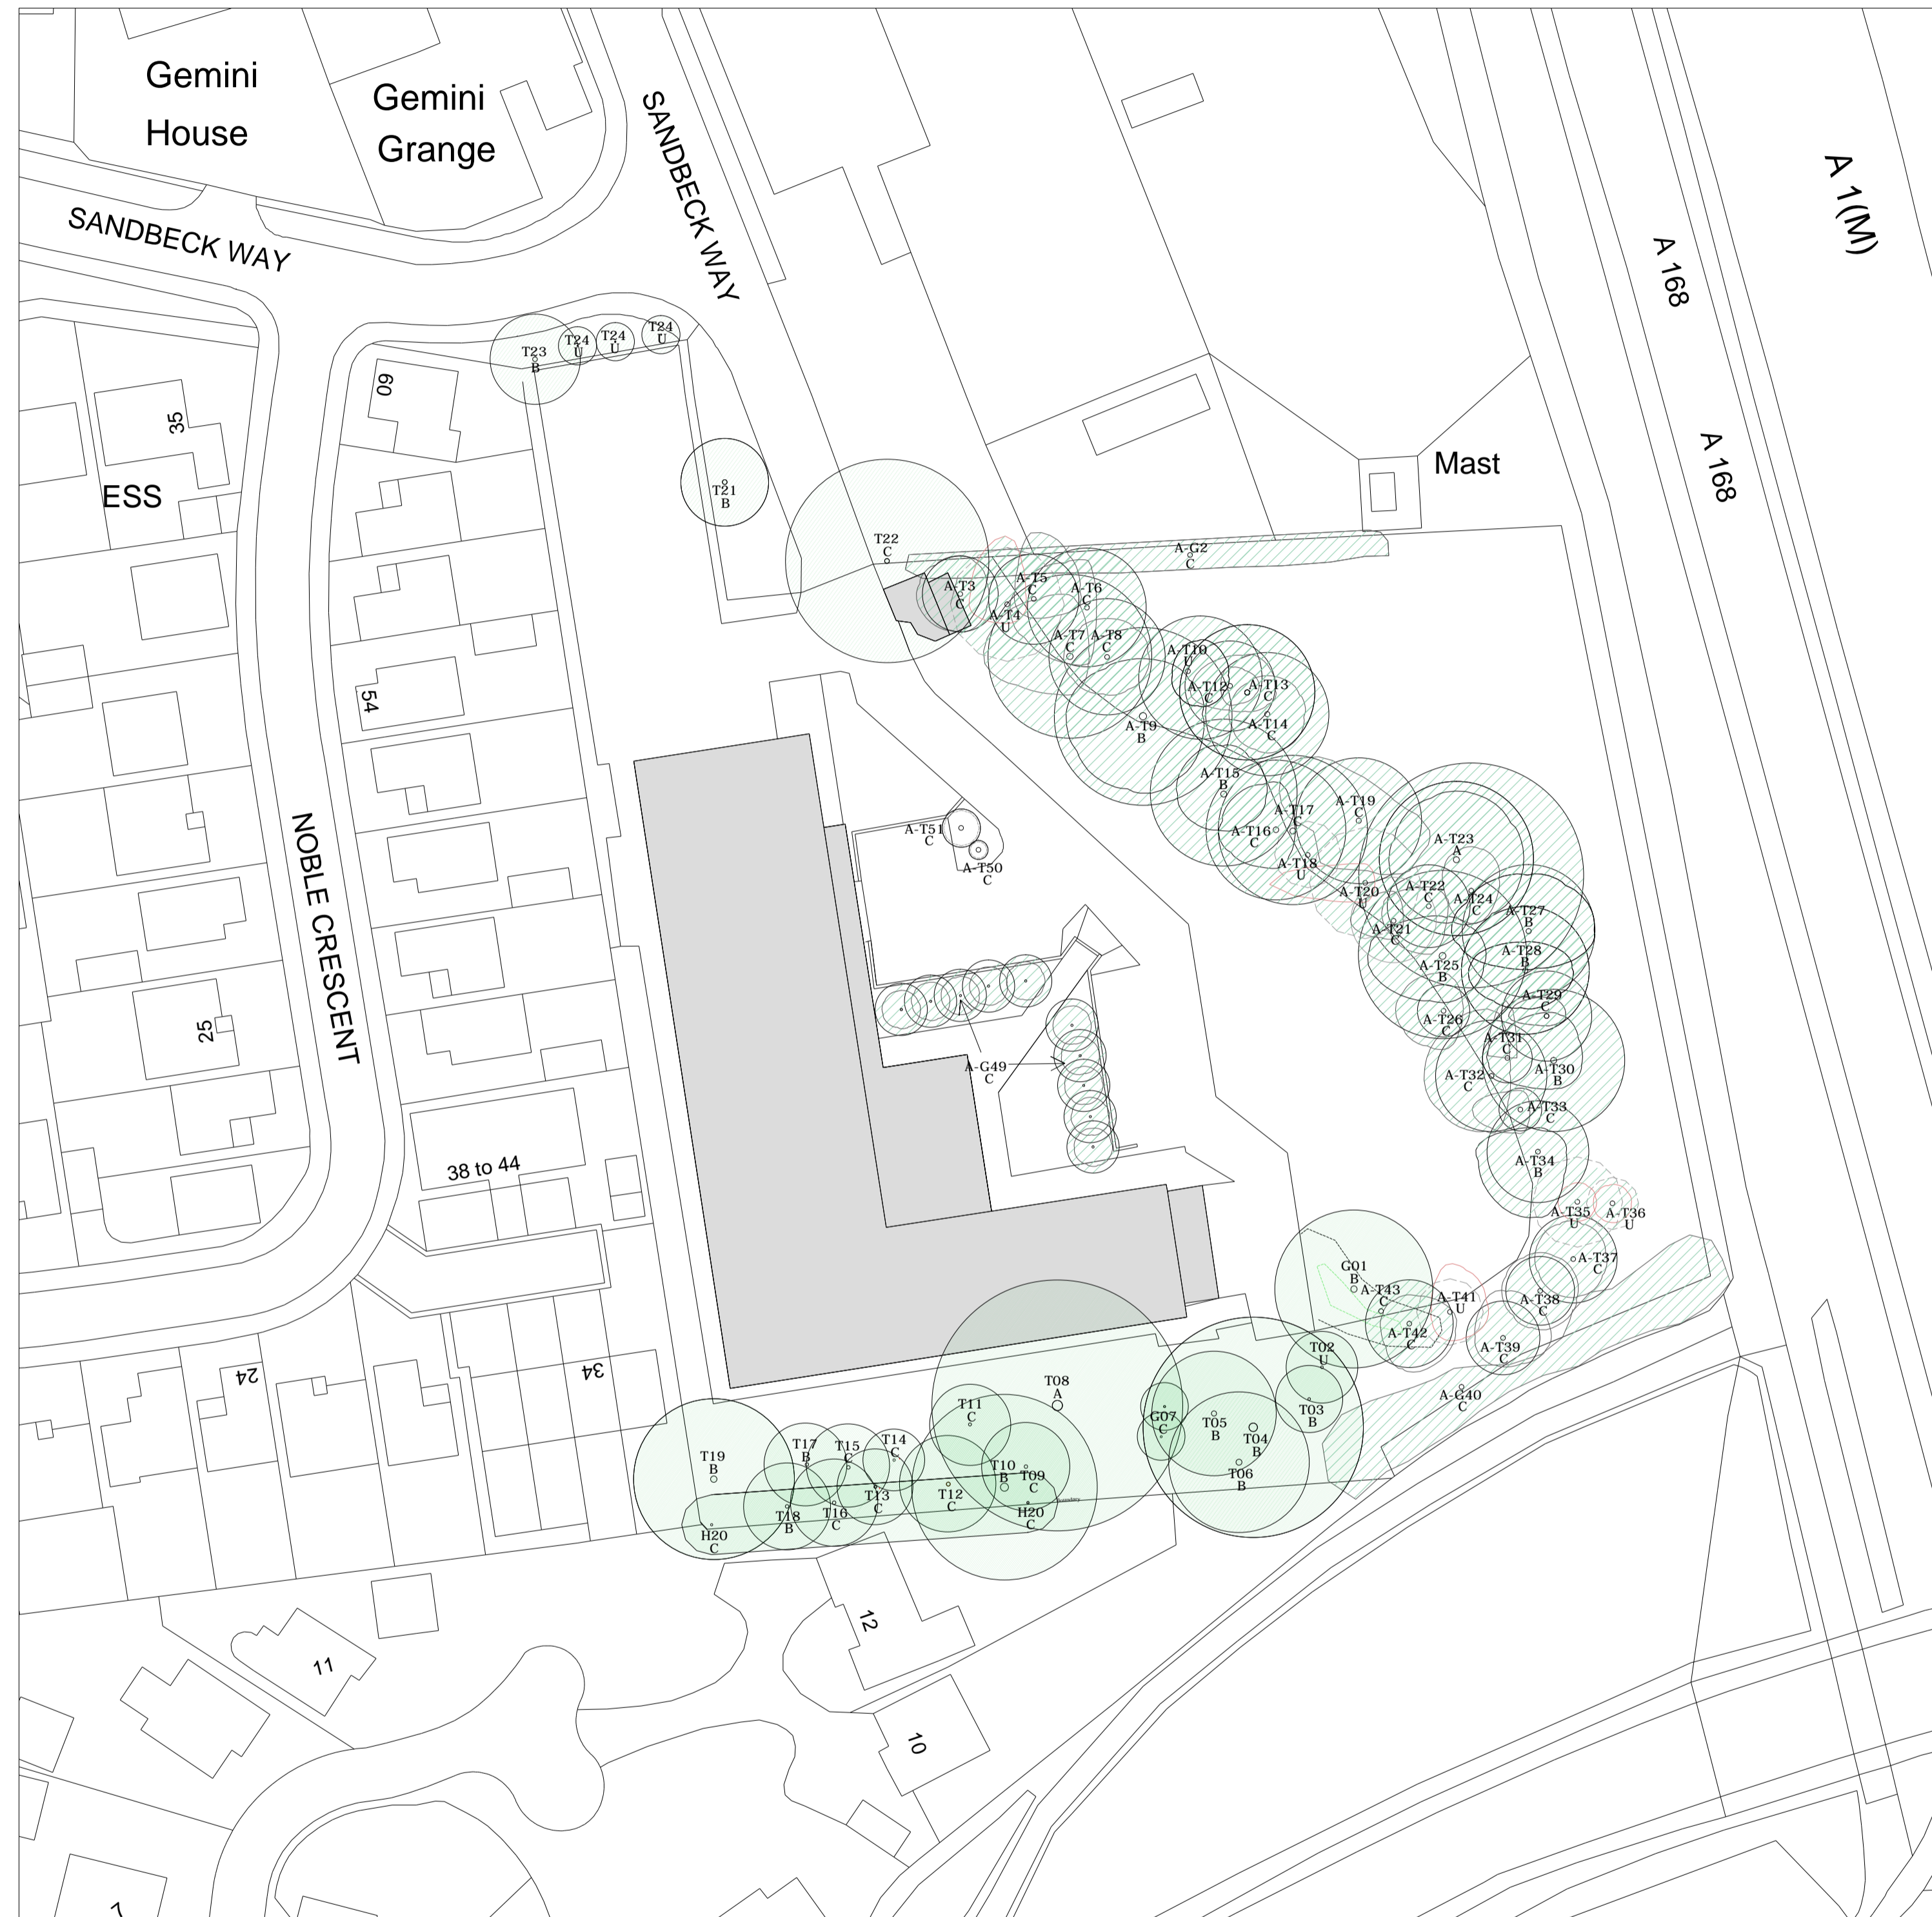 Gemini
House
Gemini
Grange
SANDBECK WAY
SANDBECK WAY
A 1(M)
A 168
A 168
Mast
T23
B
T24
U
T24
U
T24
U
60
35
ESS
T21
B
T22
C
A-G2
C
A-T3
C
A-T4
U
A-T5
C
A-T6
C
A-T7
C
A-T8
C
A-T9
B
A-T10
U
A-T12
C
A-T13
C
A-T14
C
A-T15
B
A-T16
C
A-T17
C
A-T18
U
A-T19
C
A-T20
U
A-T21
C
A-T22
C
A-T23
A
A-T24
C
A-T25
B
A-T26
C
A-T27
B
A-T28
B
A-T29
C
A-T30
B
A-T31
C
A-T32
C
A-T33
C
A-T34
B
A-T35
U
A-T36
U
A-T37
C
A-T38
C
A-T39
C
A-G40
C
A-T41
U
A-T42
C
A-T43
C
G01
B
54
NOBLE CRESCENT
25
A-T51
C
A-T50
C
A-G49
C
38 to 44
24
34
T02
U
T03
B
T04
B
T05
B
T06
B
G07
C
T08
A
T09
C
T10
B
T11
C
T12
C
T13
C
T14
C
T15
C
T16
C
T17
B
T18
B
T19
B
H20
C
H20
C
12
11
10
7